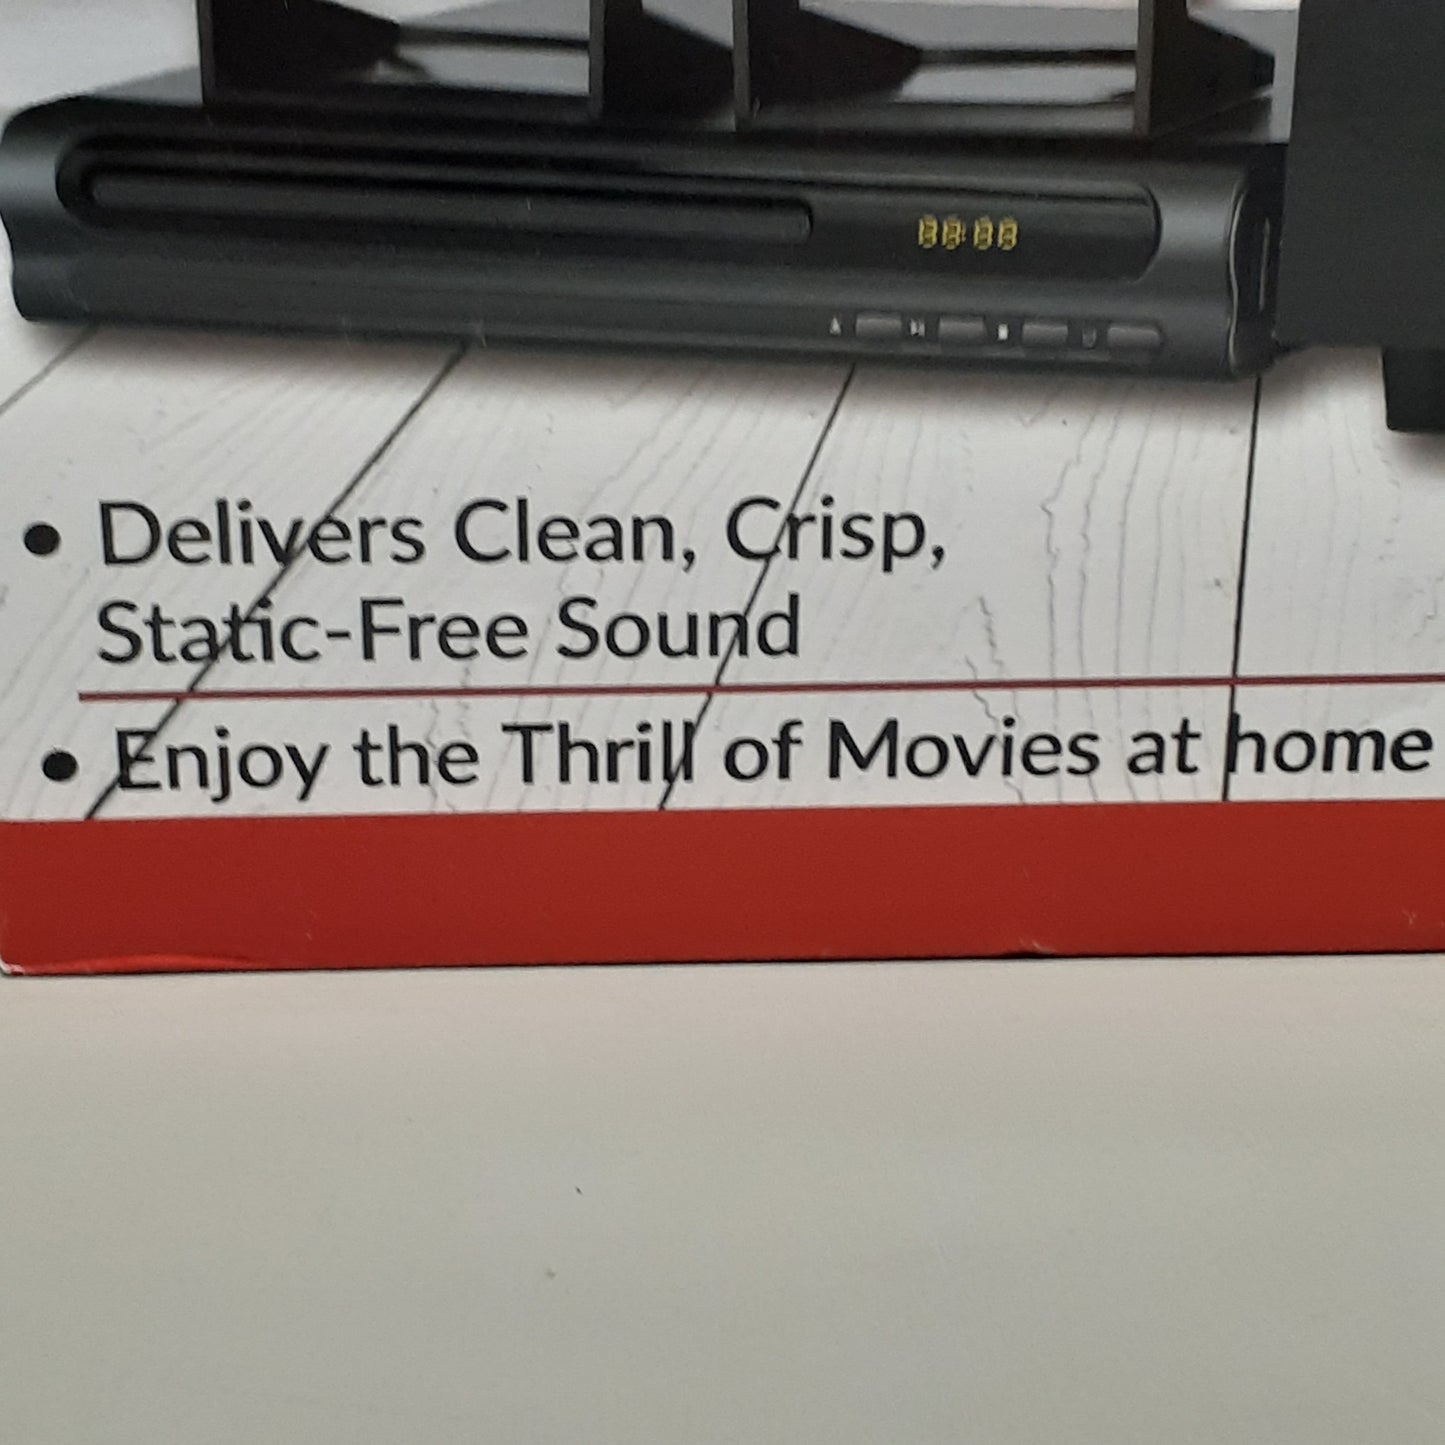 • Delivers Clean, Crisp,
Static-Free Sound
• Enjoy the Thrill of Movies at home